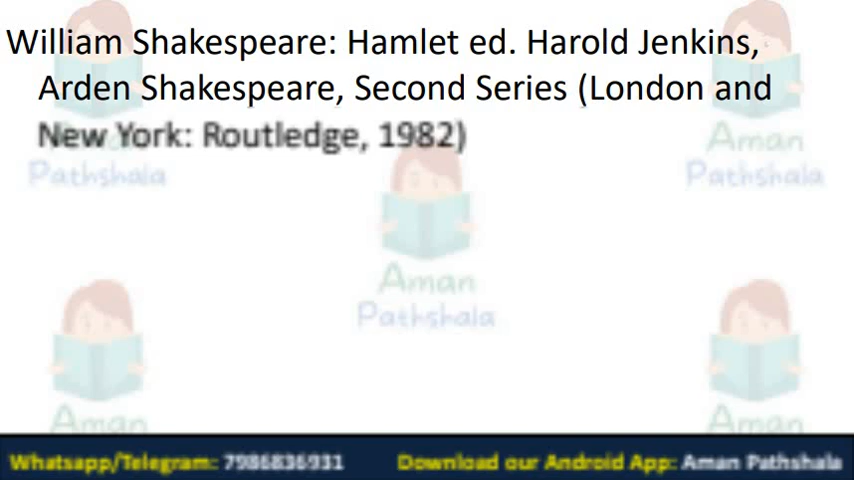 William Shakespeare: Hamlet ed. Harold Jenkins,
Arden Shakespeare, Second Series (London and
New York: Routledge, 1982)
Aman
Pathshala
Aman
Pathshala
Aman
Pathshala
Aman
Aman
Whatsapp/Telegram: 7986836931 Download our Android App: Aman Pathshala